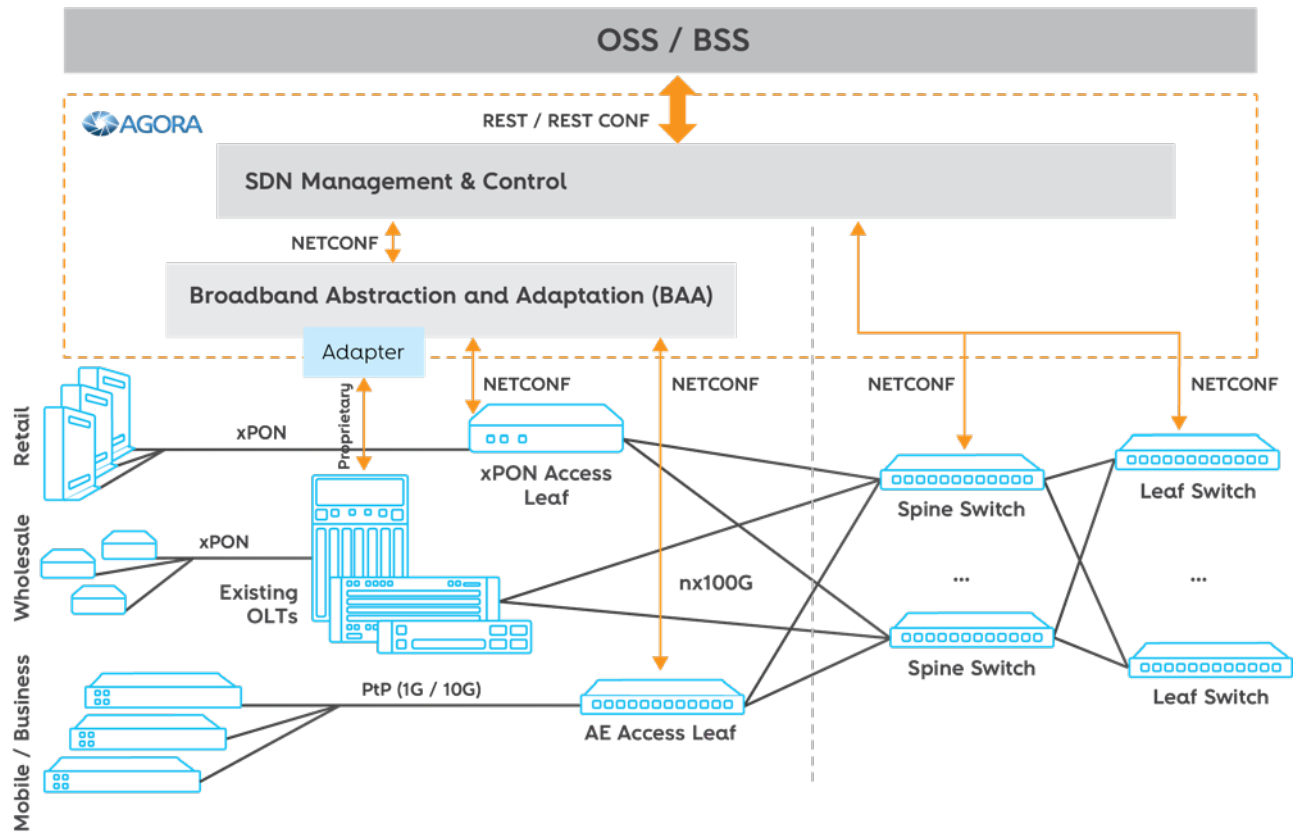 OSS / BSS
AGORA
REST / REST CONF
SDN Management & Control
NETCONF
Broadband Abstraction and Adaptation (BAA)
Adapter
NETCONF
NETCONF
NETCONF
NETCONF
Proprietary
Retail
xPON
xPON Access
Leaf
Spine Switch
Leaf Switch
Wholesale
xPON
Existing
OLTs
nx100G
...
...
Spine Switch
Leaf Switch
Mobile / Business
PtP (1G / 10G)
AE Access Leaf